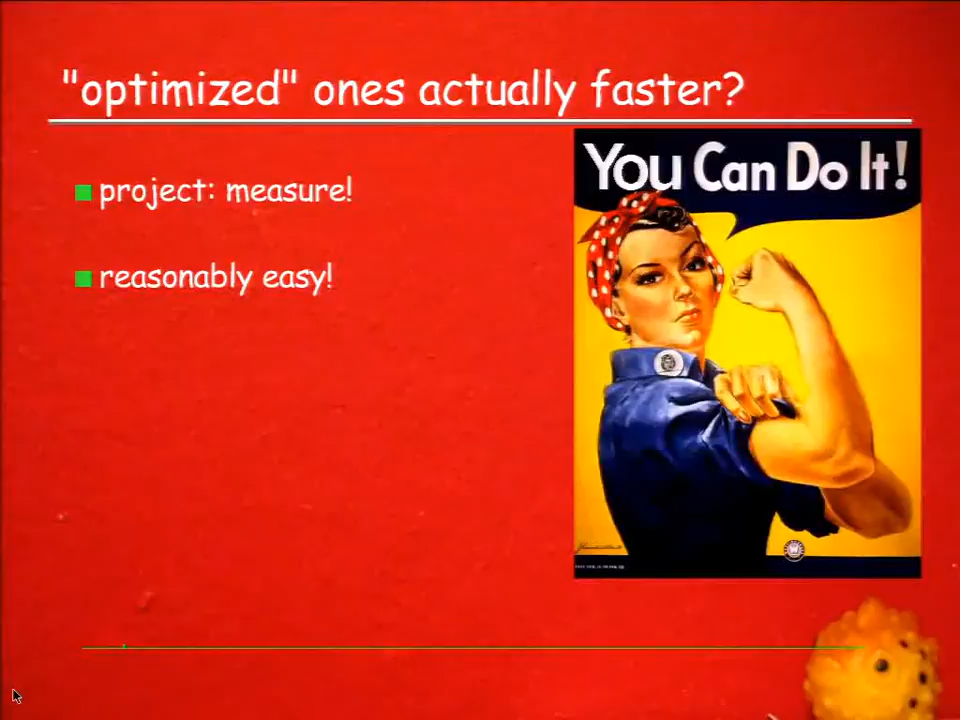 "optimized" ones actually faster?
project: measure!
reasonably easy!
You Can Do It!
W